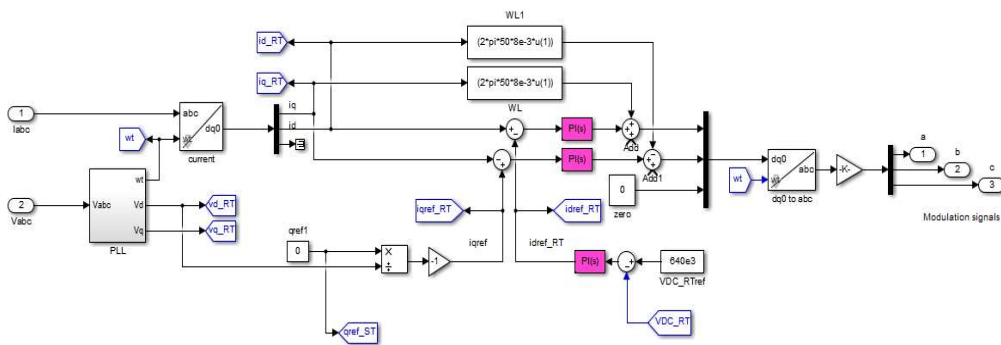 WL1
id_RT
(2*pi*50*8e-3*u(1))
iq_RT
(2*pi*50*8e-3*u(1))
1
Iabc
abc
dq0
wt
wt
current
iq
id
WL
PI(s)
Add
PI(s)
Add1
0
zero
dq0
abc
wt
wt
dq0 to abc
-K-
a
1
b
2
c
3
Modulation signals
2
Vabc
Vabc
wt
Vd
Vq
PLL
vd_RT
vq_RT
iqref_RT
idref_RT
qref1
0
×
÷
-1
iqref
idref_RT
PI(s)
640e3
VDC_RTref
VDC_RT
qref_ST